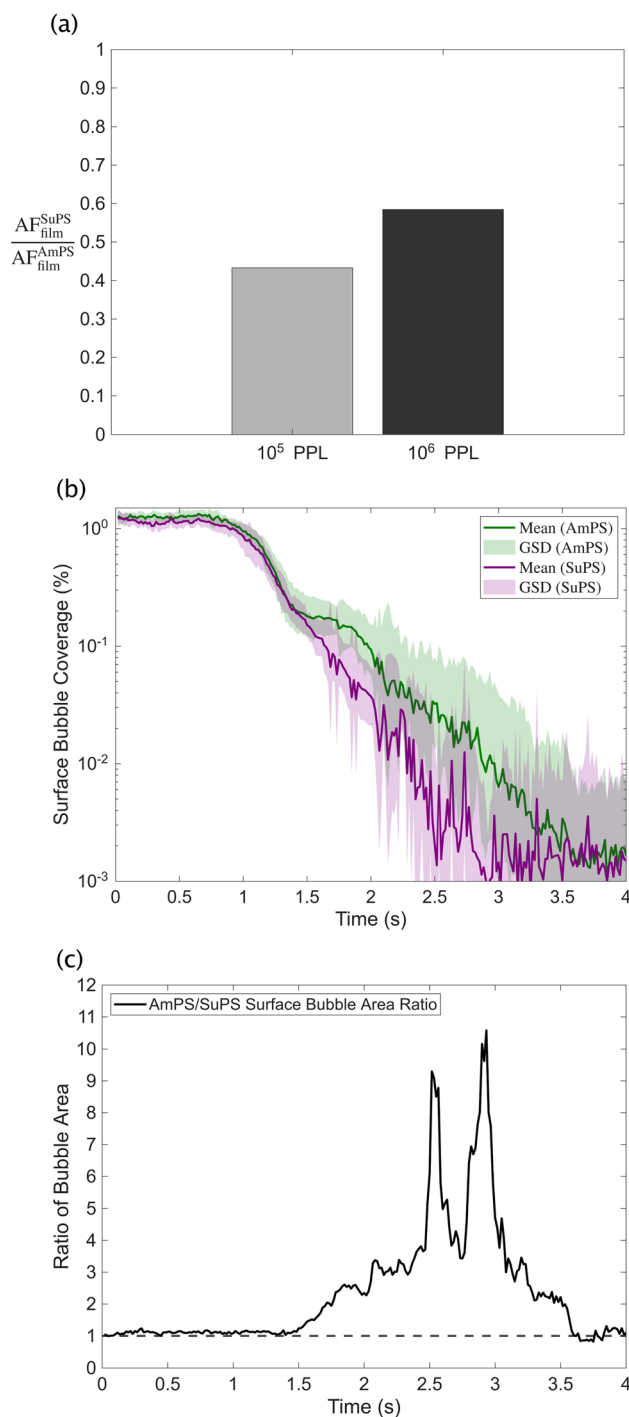 (a)
1
0.9
0.8
0.7
0.6
0.5
0.4
0.3
0.2
0.1
0
AF^SuPS_film
AF^AmPS_film
10^5 PPL 10^6 PPL
(b)
Surface Bubble Coverage (%)
10^0
10^-1
10^-2
10^-3
Mean (AmPS)
GSD (AmPS)
Mean (SuPS)
GSD (SuPS)
0 0.5 1 1.5 2 2.5 3 3.5 4
Time (s)
(c)
AmPS/SuPS Surface Bubble Area Ratio
Ratio of Bubble Area
12
11
10
9
8
7
6
5
4
3
2
1
0
0 0.5 1 1.5 2 2.5 3 3.5 4
Time (s)